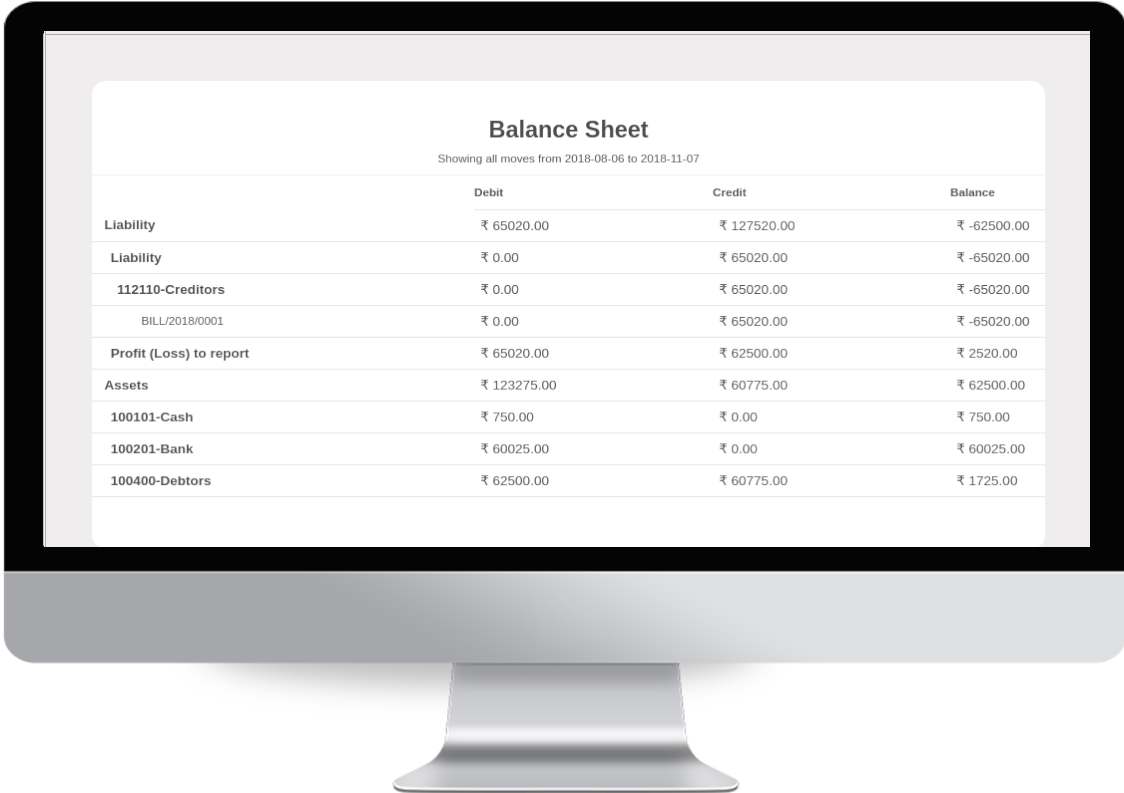 Balance Sheet
Showing all moves from 2018-08-06 to 2018-11-07
Debit Credit Balance
Liability ₹ 65020.00 ₹ 127520.00 ₹ -62500.00
Liability ₹ 0.00 ₹ 65020.00 ₹ -65020.00
112110-Creditors ₹ 0.00 ₹ 65020.00 ₹ -65020.00
BILL/2018/0001 ₹ 0.00 ₹ 65020.00 ₹ -65020.00
Profit (Loss) to report ₹ 65020.00 ₹ 62500.00 ₹ 2520.00
Assets ₹ 123275.00 ₹ 60775.00 ₹ 62500.00
100101-Cash ₹ 750.00 ₹ 0.00 ₹ 750.00
100201-Bank ₹ 60025.00 ₹ 0.00 ₹ 60025.00
100400-Debtors ₹ 62500.00 ₹ 60775.00 ₹ 1725.00